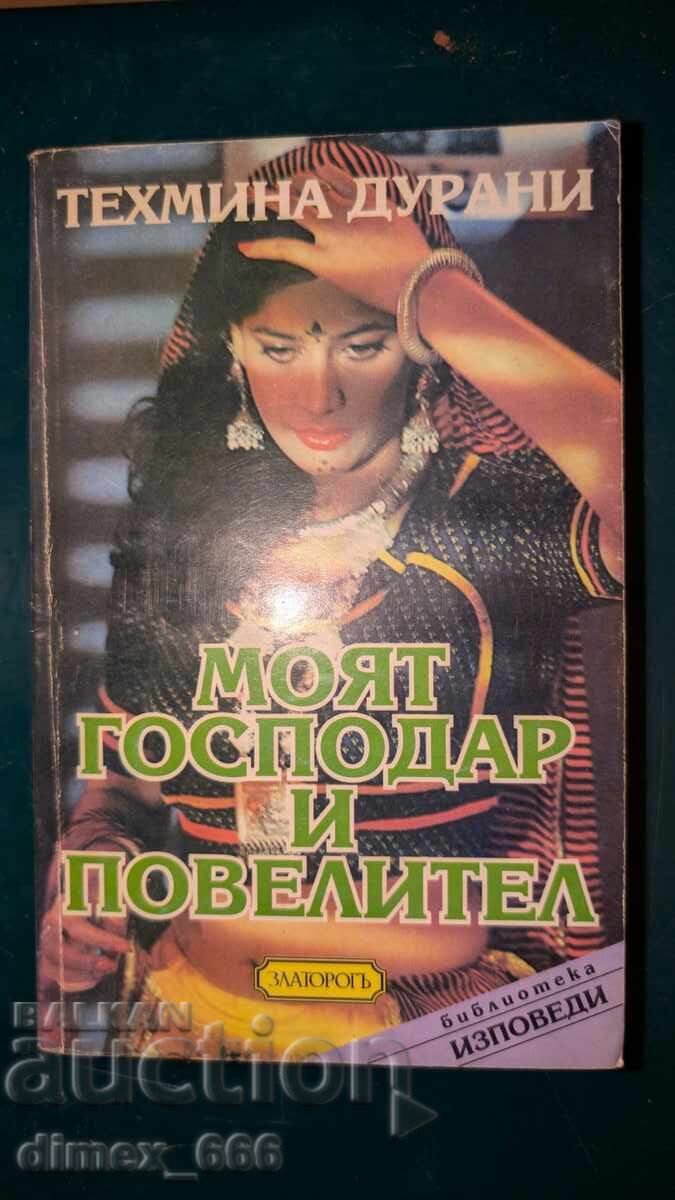 ТЕХМИНА ДУРАНИ
МОЯТ
ГОСПОДАР
И
ПОВЕЛИТЕЛ
ЗЛАТОРОГЪ
библиотека
ИЗПОВЕДИ
BALKAN
auction
dimex_666